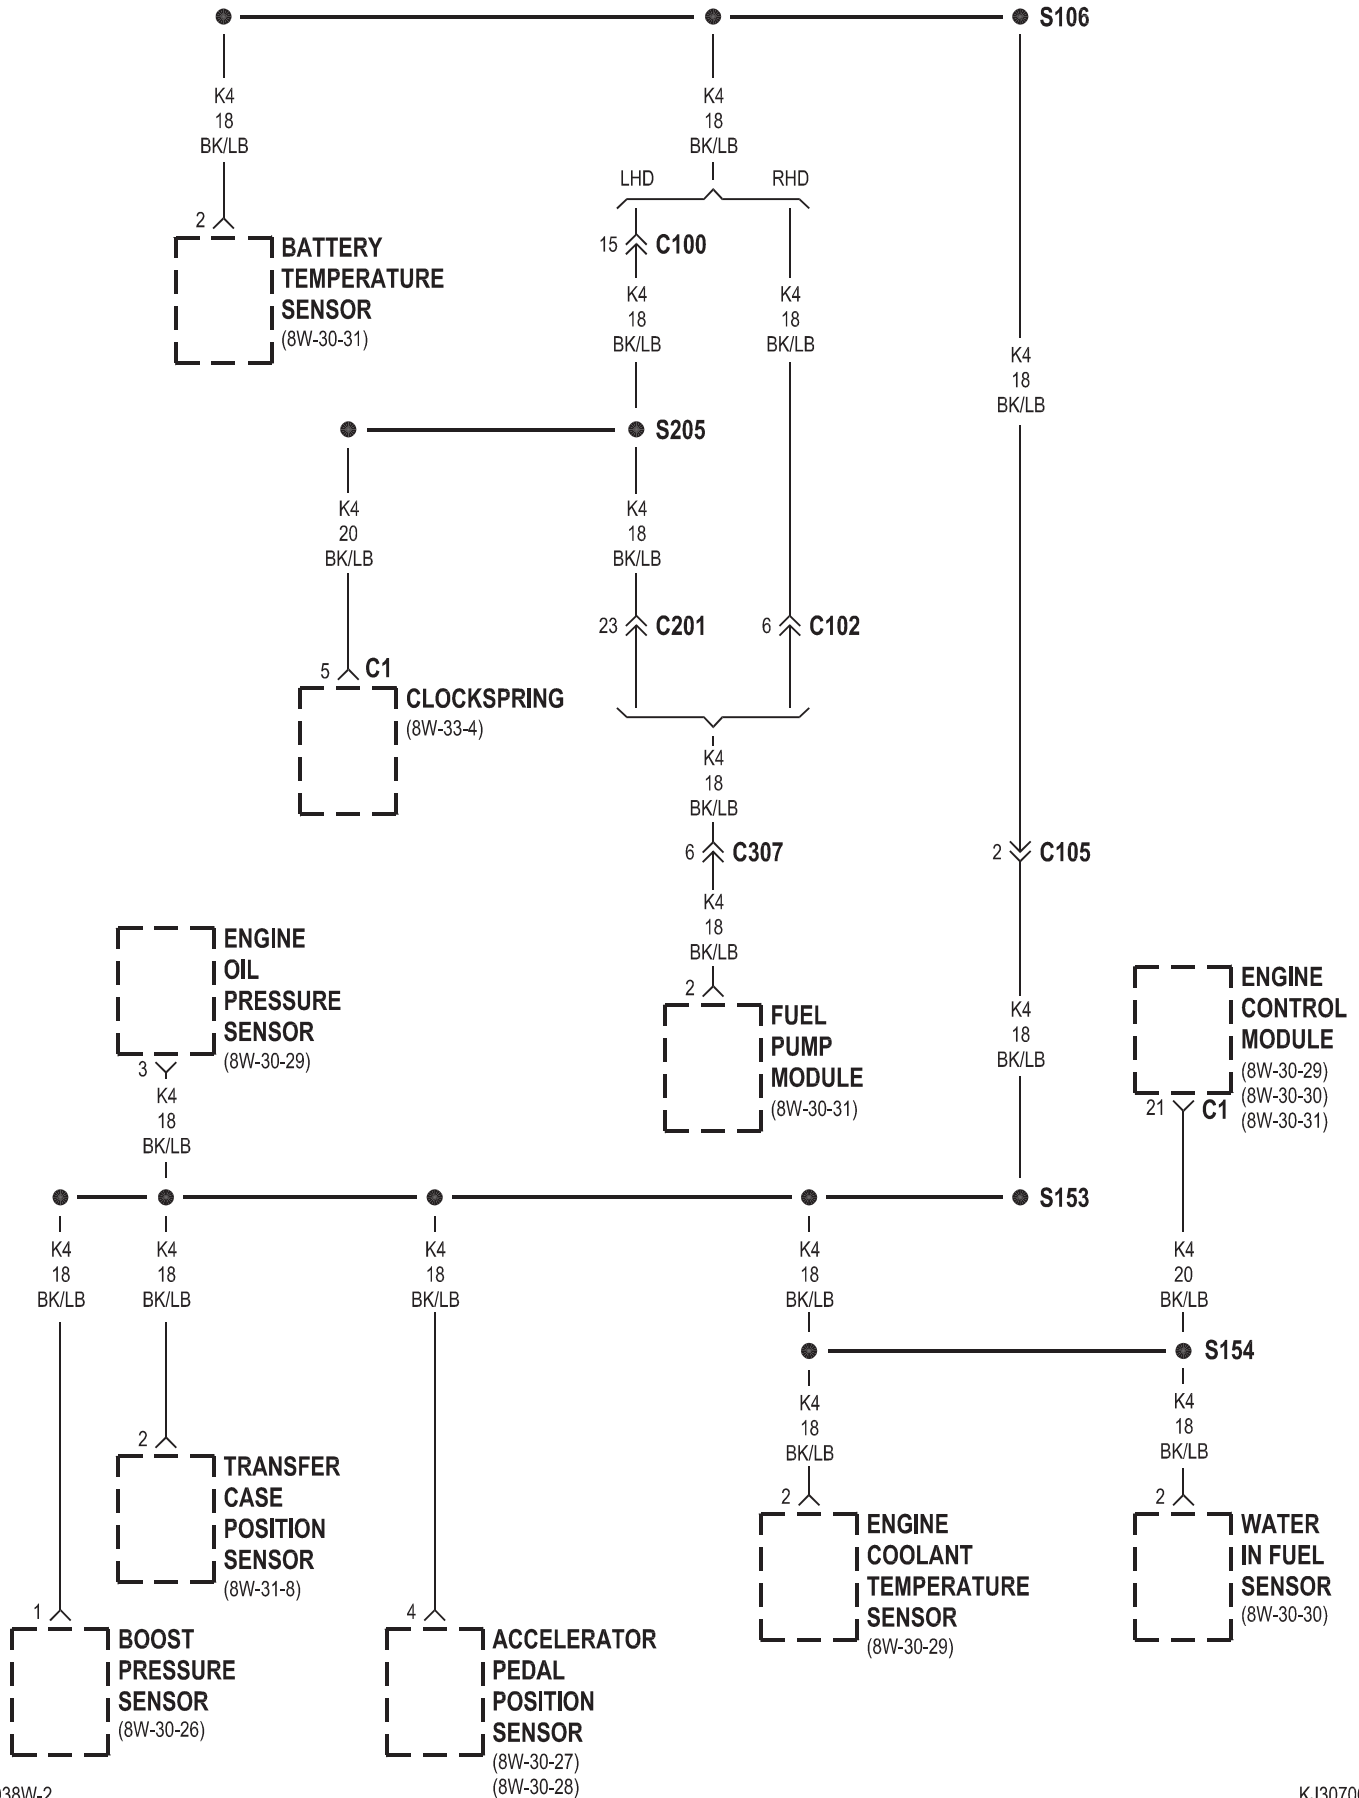 S106
K4
18
BK/LB
K4
18
BK/LB
LHD
RHD
2
BATTERY
TEMPERATURE
SENSOR
(8W-30-31)
15
C100
K4
18
BK/LB
K4
18
BK/LB
K4
18
BK/LB
S205
K4
20
BK/LB
K4
18
BK/LB
23
C201
6
C102
5
C1
CLOCKSPRING
(8W-33-4)
K4
18
BK/LB
6
C307
2
C105
K4
18
BK/LB
2
FUEL
PUMP
MODULE
(8W-30-31)
ENGINE
OIL
PRESSURE
SENSOR
(8W-30-29)
3
K4
18
BK/LB
K4
18
BK/LB
ENGINE
CONTROL
MODULE
(8W-30-29)
(8W-30-30)
(8W-30-31)
21
C1
S153
K4
18
BK/LB
K4
18
BK/LB
K4
18
BK/LB
K4
18
BK/LB
K4
20
BK/LB
S154
K4
18
BK/LB
K4
18
BK/LB
2
TRANSFER
CASE
POSITION
SENSOR
(8W-31-8)
2
ENGINE
COOLANT
TEMPERATURE
SENSOR
(8W-30-29)
2
WATER
IN FUEL
SENSOR
(8W-30-30)
1
BOOST
PRESSURE
SENSOR
(8W-30-26)
4
ACCELERATOR
PEDAL
POSITION
SENSOR
(8W-30-27)
(8W-30-28)